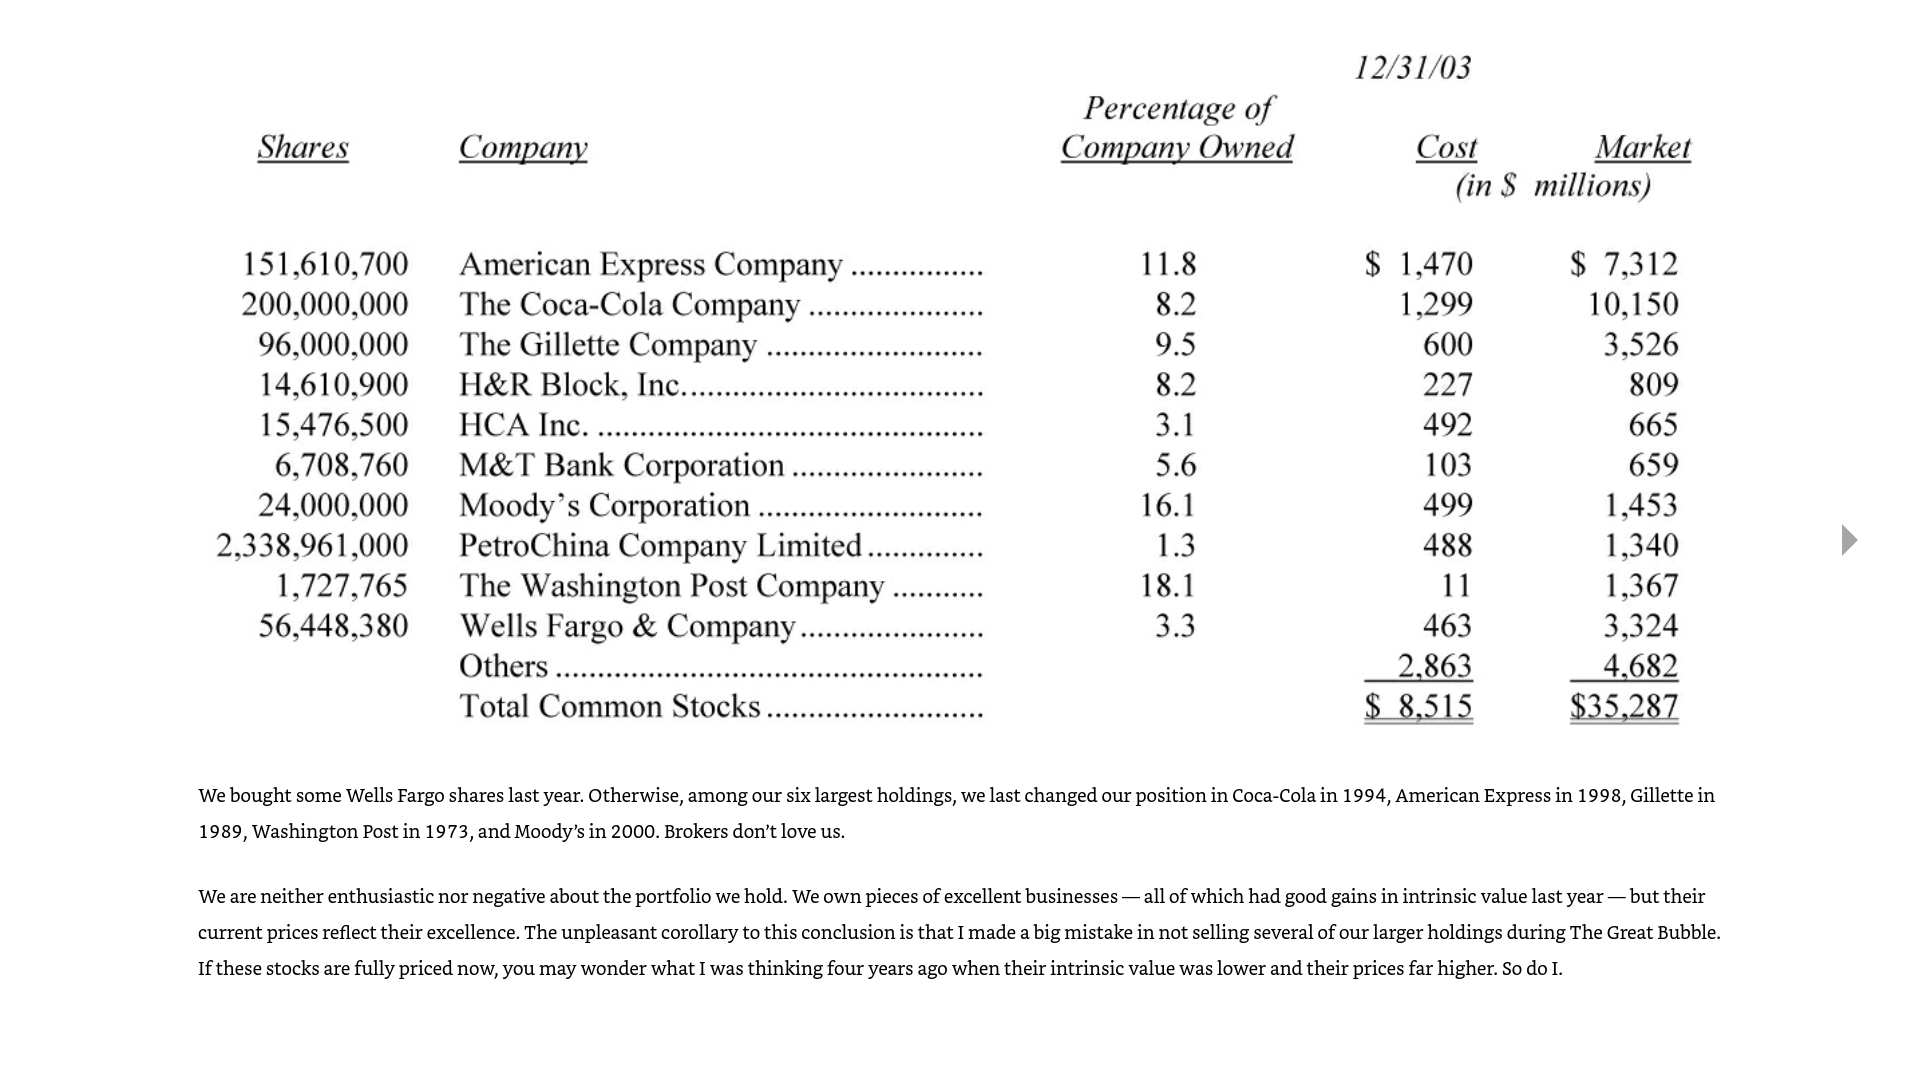 12/31/03
Percentage of
Shares Company Company Owned Cost Market
(in $ millions)
151,610,700 American Express Company ................ 11.8 $ 1,470 $ 7,312
200,000,000 The Coca-Cola Company ..................... 8.2 1,299 10,150
96,000,000 The Gillette Company .......................... 9.5 600 3,526
14,610,900 H&R Block, Inc..................................... 8.2 227 809
15,476,500 HCA Inc. ............................................... 3.1 492 665
6,708,760 M&T Bank Corporation ....................... 5.6 103 659
24,000,000 Moody’s Corporation ........................... 16.1 499 1,453
2,338,961,000 PetroChina Company Limited .............. 1.3 488 1,340
1,727,765 The Washington Post Company ........... 18.1 11 1,367
56,448,380 Wells Fargo & Company ...................... 3.3 463 3,324
Others .................................................... 2,863 4,682
Total Common Stocks .......................... $ 8,515 $35,287
We bought some Wells Fargo shares last year. Otherwise, among our six largest holdings, we last changed our position in Coca-Cola in 1994, American Express in 1998, Gillette in
1989, Washington Post in 1973, and Moody’s in 2000. Brokers don’t love us.
We are neither enthusiastic nor negative about the portfolio we hold. We own pieces of excellent businesses — all of which had good gains in intrinsic value last year — but their
current prices reflect their excellence. The unpleasant corollary to this conclusion is that I made a big mistake in not selling several of our larger holdings during The Great Bubble.
If these stocks are fully priced now, you may wonder what I was thinking four years ago when their intrinsic value was lower and their prices far higher. So do I.